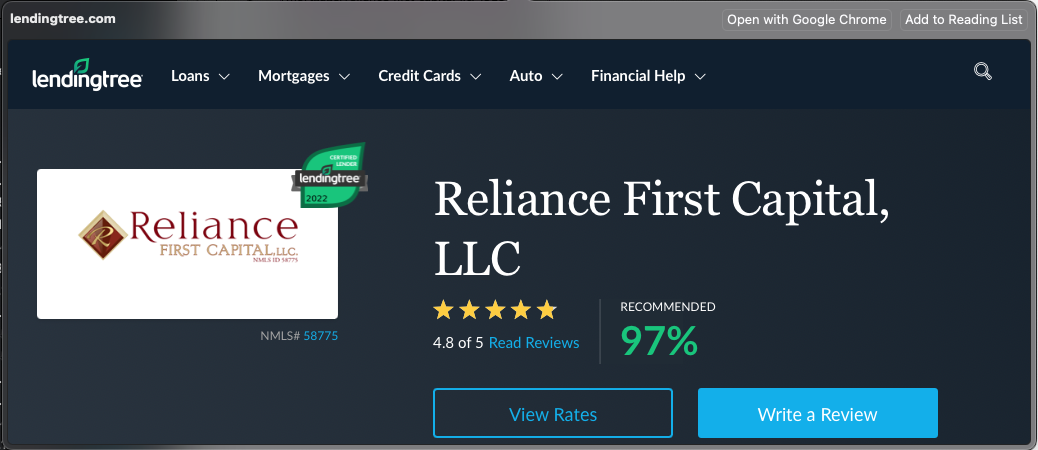 lendingtree.com
Open with Google Chrome
Add to Reading List
lendingtree
Loans
Mortgages
Credit Cards
Auto
Financial Help
CERTIFIED
LENDER
lendingtree
2022
R
Reliance
FIRST CAPITAL,LLC.
NMLS ID 58775
NMLS# 58775
Reliance First Capital,
LLC
4.8 of 5 Read Reviews
RECOMMENDED
97%
View Rates
Write a Review